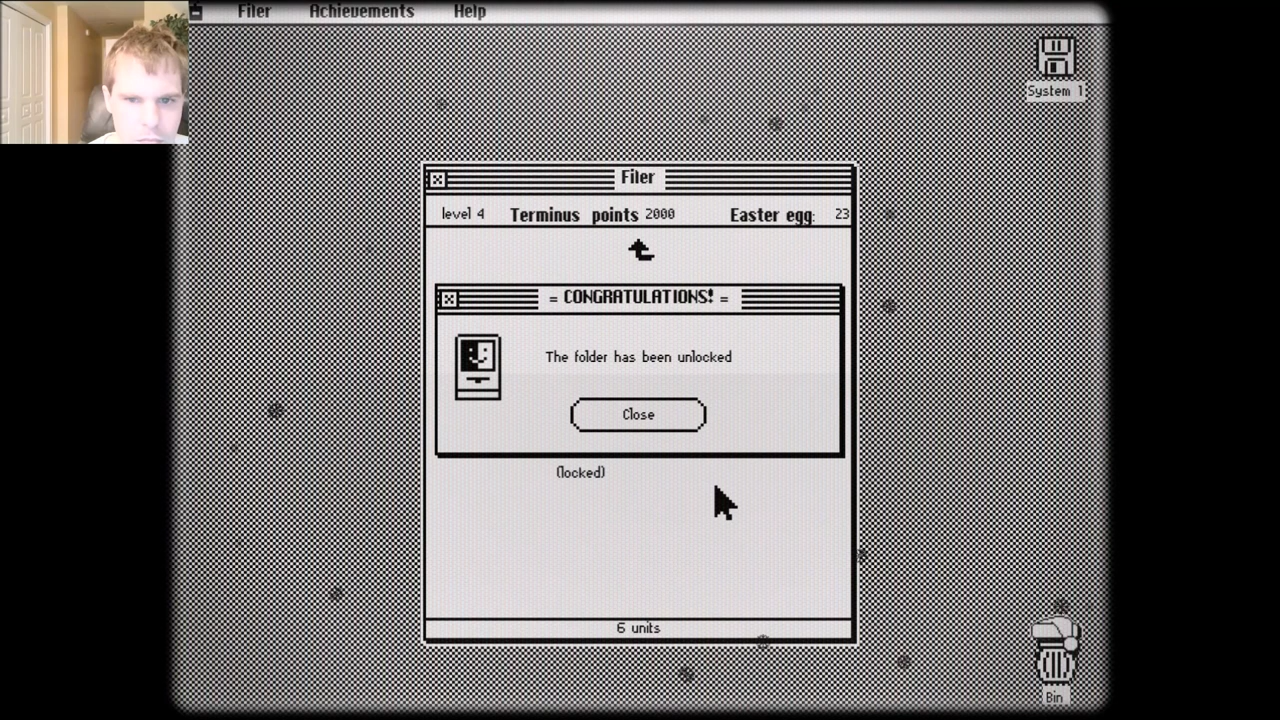 Filer Achievements Help
System 1
Filer
level 4 Terminus points 2000 Easter egg: 23
= CONGRATULATIONS! =
The folder has been unlocked
Close
(locked)
6 units
Bin